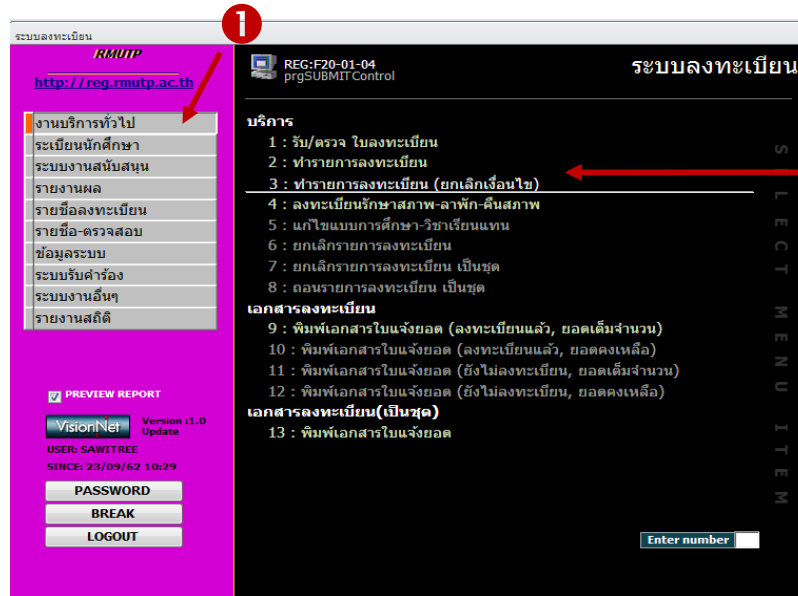 1
ระบบลงทะเบียน
RMUTP
http://reg.rmutp.ac.th
งานบริการทั่วไป
ระเบียนนักศึกษา
ระบบงานสนับสนุน
รายงานผล
รายชื่อลงทะเบียน
รายชื่อ-ตรวจสอบ
ข้อมูลระบบ
ระบบรับคำร้อง
ระบบงานอื่นๆ
รายงานสถิติ
PREVIEW REPORT
VisionNet
Version :1.0
Update
USER: SAWITREE
SINCE: 23/09/62 10:29
PASSWORD
BREAK
LOGOUT
REG:F20-01-04
prgSUBMITControl
ระบบลงทะเบียน
บริการ
1 : รับ/ตรวจ ใบลงทะเบียน
2 : ทำรายการลงทะเบียน
3 : ทำรายการลงทะเบียน (ยกเลิกเงื่อนไข)
4 : ลงทะเบียนรักษาสภาพ-ลาพัก-คืนสภาพ
5 : แก้ไขแบบการศึกษา-วิชาเรียนแทน
6 : ยกเลิกรายการลงทะเบียน
7 : ยกเลิกรายการลงทะเบียน เป็นชุด
8 : ถอนรายการลงทะเบียน เป็นชุด
เอกสารลงทะเบียน
9 : พิมพ์เอกสารใบแจ้งยอด (ลงทะเบียนแล้ว, ยอดเต็มจำนวน)
10 : พิมพ์เอกสารใบแจ้งยอด (ลงทะเบียนแล้ว, ยอดคงเหลือ)
11 : พิมพ์เอกสารใบแจ้งยอด (ยังไม่ลงทะเบียน, ยอดเต็มจำนวน)
12 : พิมพ์เอกสารใบแจ้งยอด (ยังไม่ลงทะเบียน, ยอดคงเหลือ)
เอกสารลงทะเบียน(เป็นชุด)
13 : พิมพ์เอกสารใบแจ้งยอด
Enter number
SELECT MENU ITEM